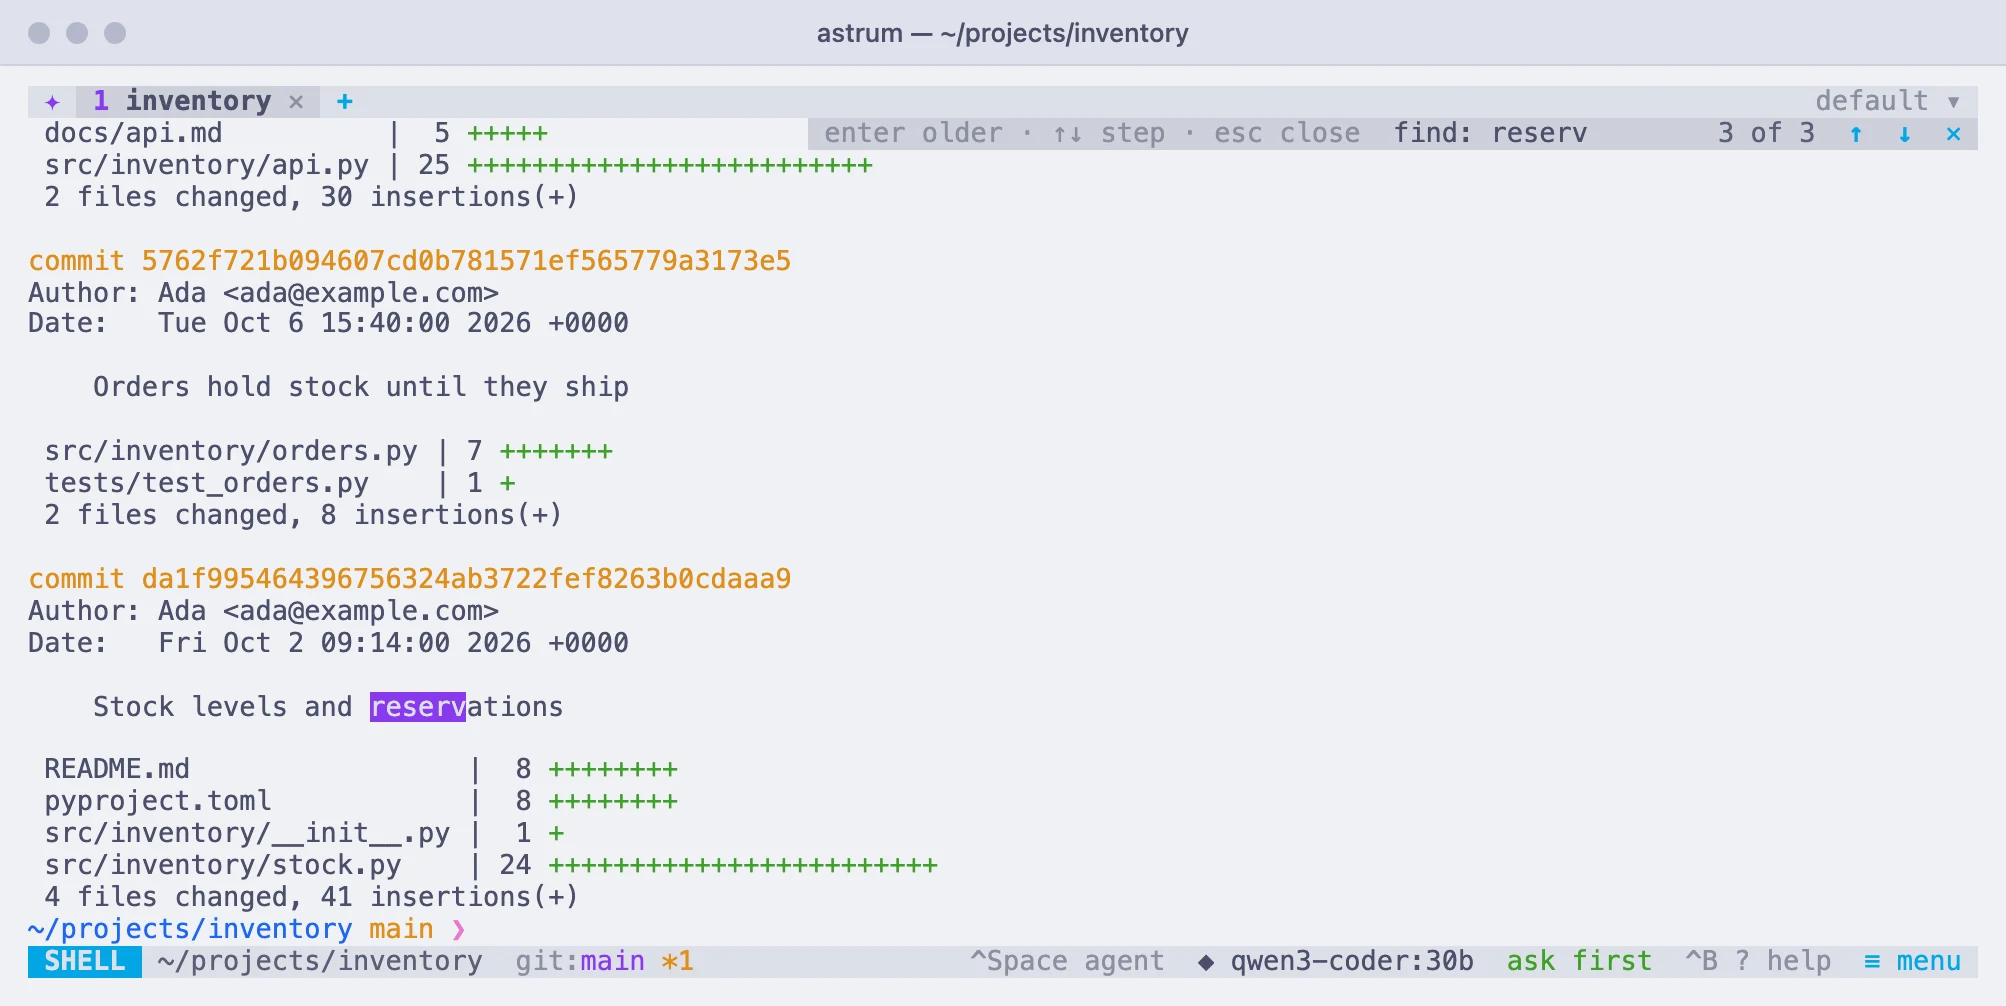 astrum — ~/projects/inventory
✦ 1 inventory × + default ▾
docs/api.md | 5 +++++ enter older · ↑↓ step · esc close find: reserv 3 of 3 ↑ ↓ ×
src/inventory/api.py | 25 +++++++++++++++++++++++++
2 files changed, 30 insertions(+)
commit 5762f721b094607cd0b781571ef565779a3173e5
Author: Ada <ada@example.com>
Date: Tue Oct 6 15:40:00 2026 +0000
Orders hold stock until they ship
src/inventory/orders.py | 7 +++++++
tests/test_orders.py | 1 +
2 files changed, 8 insertions(+)
commit da1f995464396756324ab3722fef8263b0cdaaa9
Author: Ada <ada@example.com>
Date: Fri Oct 2 09:14:00 2026 +0000
Stock levels and reservations
README.md | 8 ++++++++
pyproject.toml | 8 ++++++++
src/inventory/__init__.py | 1 +
src/inventory/stock.py | 24 ++++++++++++++++++++++++
4 files changed, 41 insertions(+)
~/projects/inventory main ❯
SHELL ~/projects/inventory git:main *1 ^Space agent ◆ qwen3-coder:30b ask first ^B ? help ≡ menu